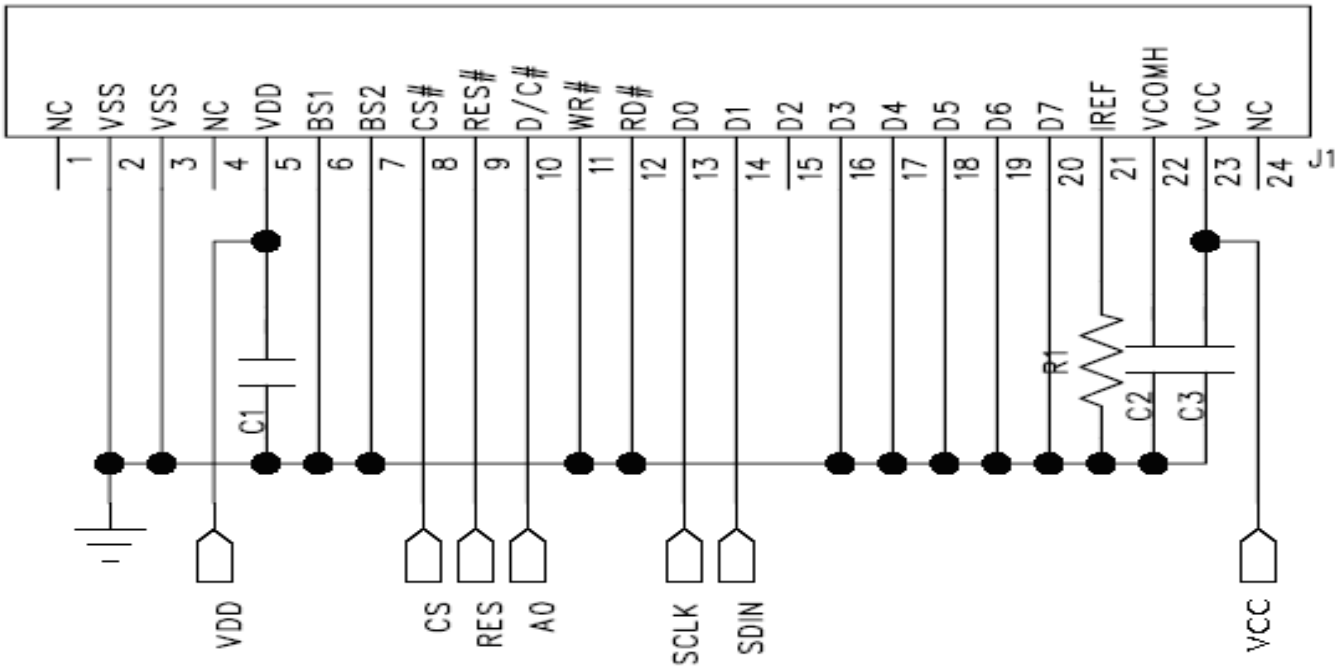 NC
VSS
VSS
NC
VDD
BS1
BS2
CS#
RES#
D/C#
WR#
RD#
D0
D1
D2
D3
D4
D5
D6
D7
IREF
VCOMH
VCC
NC
1
2
3
4
5
6
7
8
9
10
11
12
13
14
15
16
17
18
19
20
21
22
23
24
J1
R1
C1
C2
C3
VDD
CS
RES
A0
SCLK
SDIN
VCC